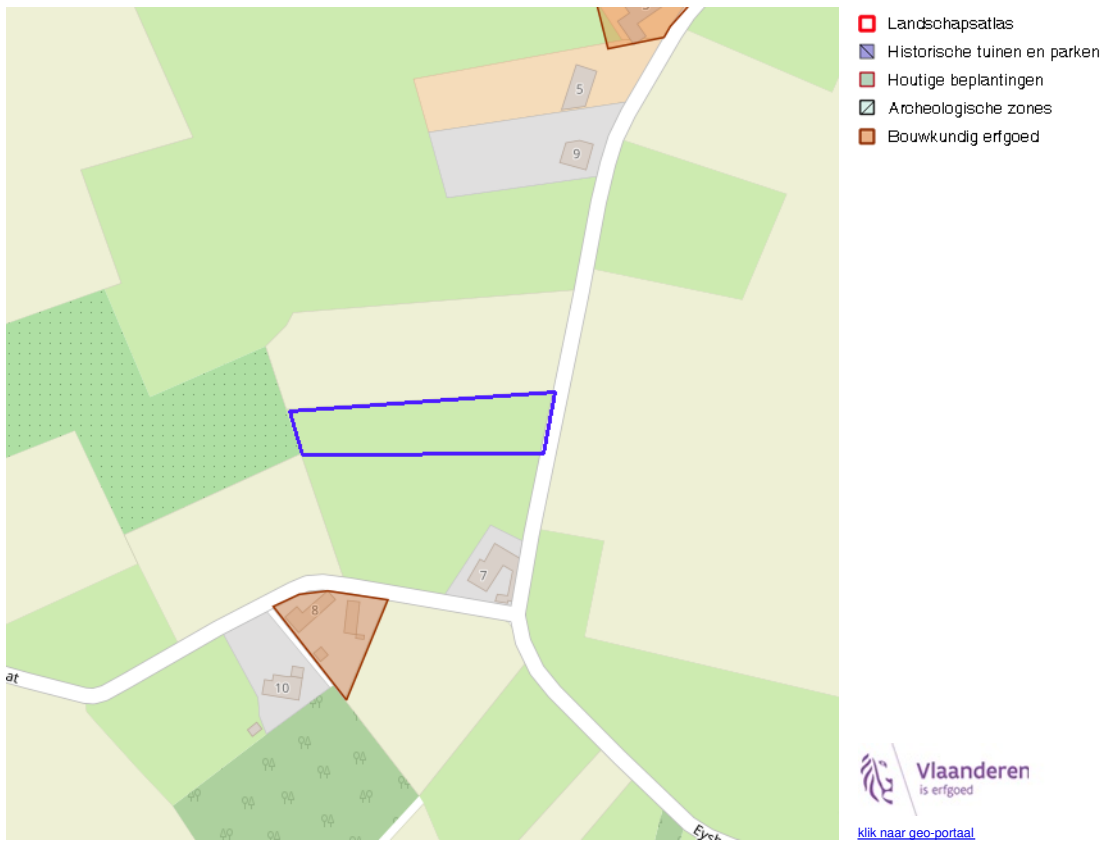 Landschapsatlas
Historische tuinen en parken
Houtige beplantingen
Archeologische zones
Bouwkundig erfgoed
5
9
7
8
10
at
Vlaanderen
is erfgoed
klik naar geo-portaal